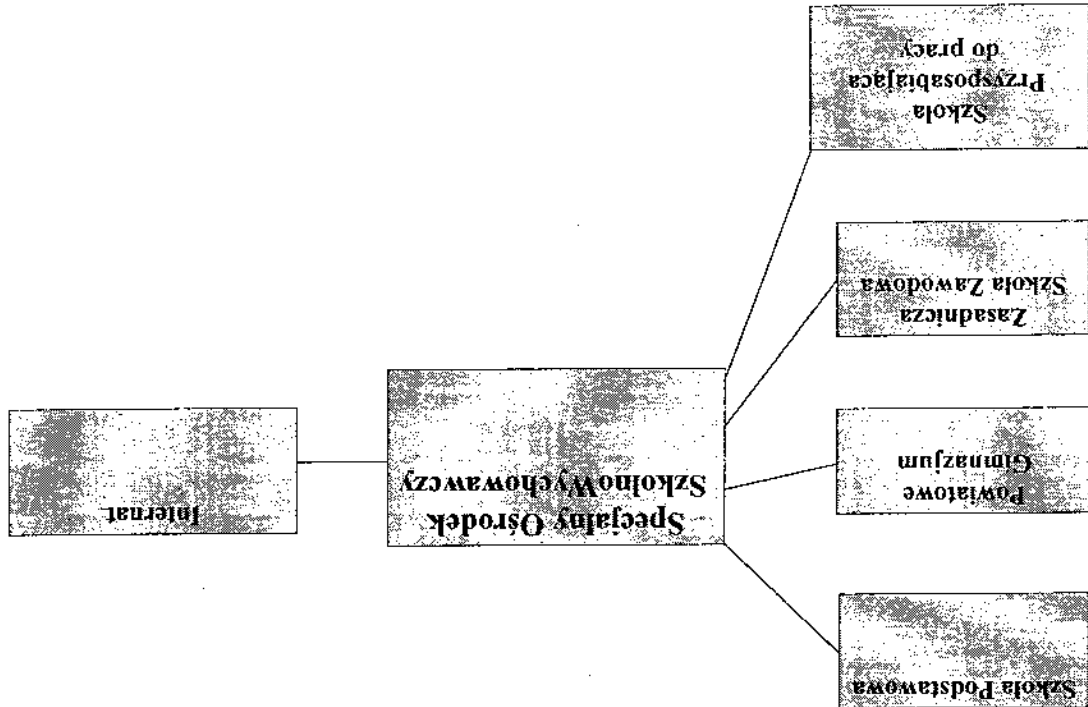 Szkoła Podstawowa
Powiatowe
Gimnazjum
Zasadnicza
Szkoła Zawodowa
Szkoła
Przysposabiająca
do pracy
Specjalny Ośrodek
SzkolnoWychowawczy
Internat